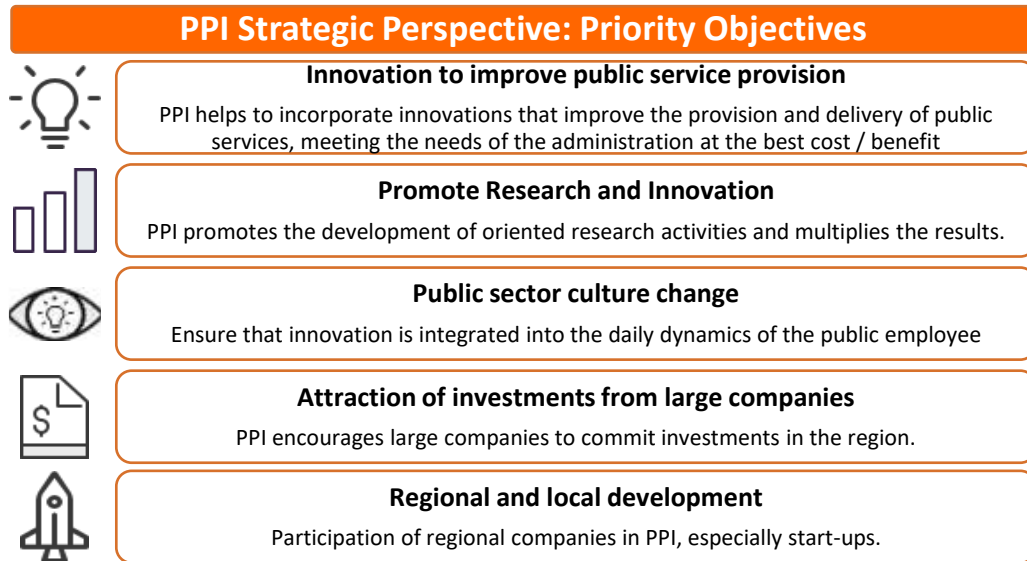 PPI Strategic Perspective: Priority Objectives
Innovation to improve public service provision
PPI helps to incorporate innovations that improve the provision and delivery of public
services, meeting the needs of the administration at the best cost / benefit
Promote Research and Innovation
PPI promotes the development of oriented research activities and multiplies the results.
Public sector culture change
Ensure that innovation is integrated into the daily dynamics of the public employee
$
Attraction of investments from large companies
PPI encourages large companies to commit investments in the region.
Regional and local development
Participation of regional companies in PPI, especially start-ups.